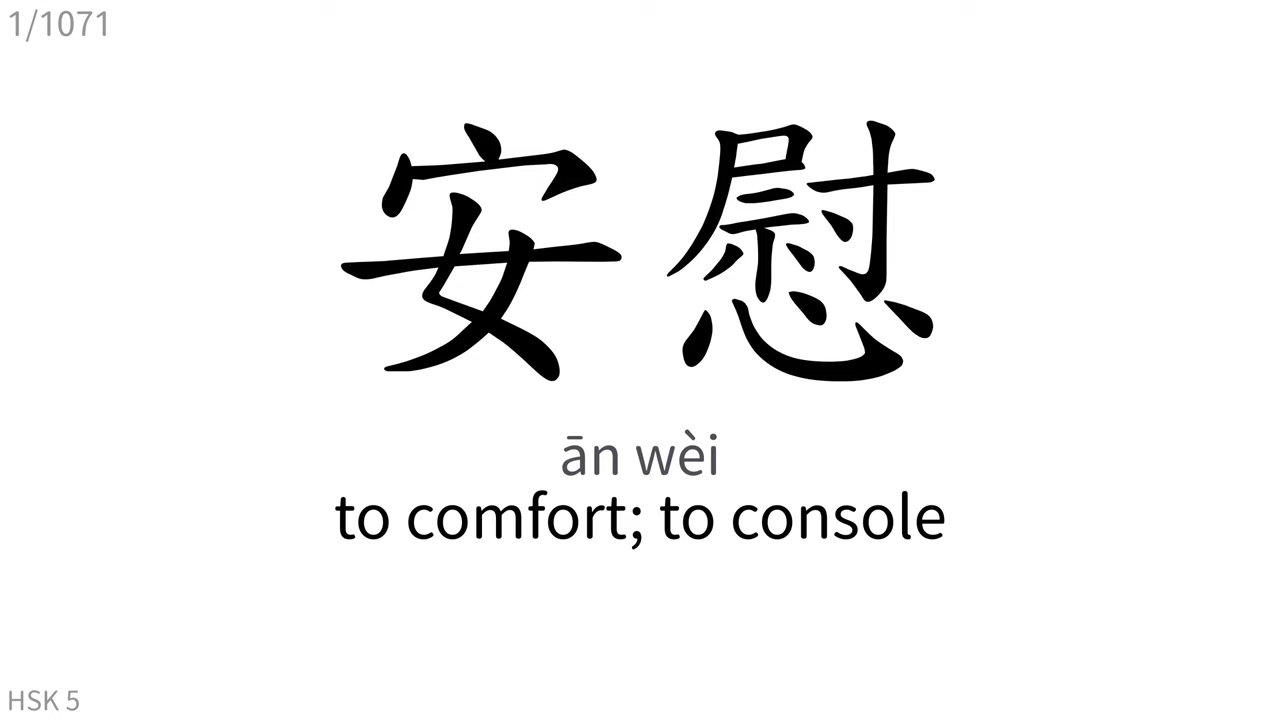 1/1071
安慰
ān wèi
to comfort; to console
HSK 5